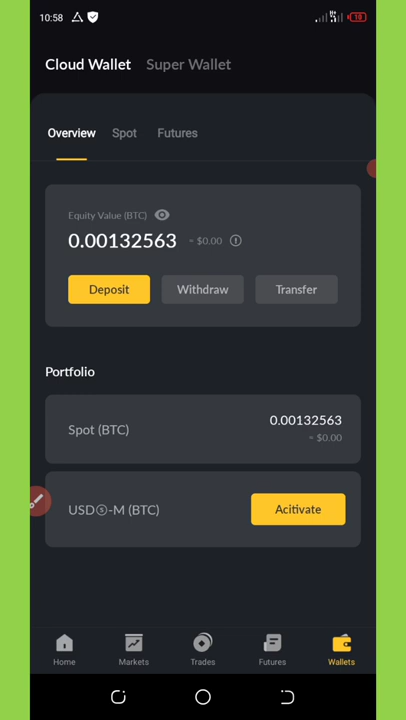 10:58
18
Cloud Wallet Super Wallet
Overview Spot Futures
Equity Value (BTC)
0.00132563 ≈ $0.00
Deposit Withdraw Transfer
Portfolio
Spot (BTC) 0.00132563
≈ $0.00
USDⓈ-M (BTC) Acitivate
Home Markets Trades Futures Wallets